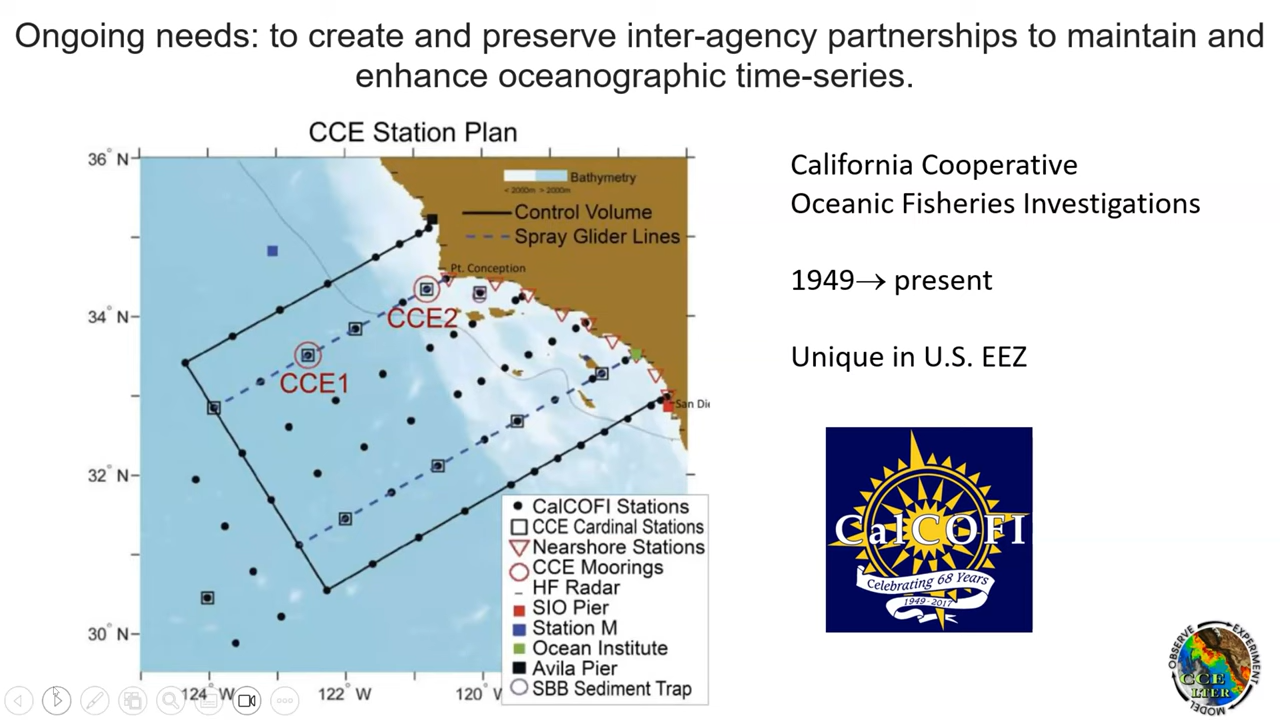 Ongoing needs: to create and preserve inter-agency partnerships to maintain and
enhance oceanographic time-series.
CCE Station Plan
36° N
34° N
32° N
30° N
124° W
122° W
120° W
Bathymetry
< 2000m > 2000m
Control Volume
Spray Glider Lines
Pt. Conception
CCE2
CCE1
San Di
CalCOFI Stations
CCE Cardinal Stations
Nearshore Stations
CCE Moorings
HF Radar
SIO Pier
Station M
Ocean Institute
Avila Pier
SBB Sediment Trap
California Cooperative
Oceanic Fisheries Investigations
1949→ present
Unique in U.S. EEZ
CalCOFI
Celebrating 68 Years
1949-2017
OBSERVE
EXPERIMENT
CCE
LTER
MODEL